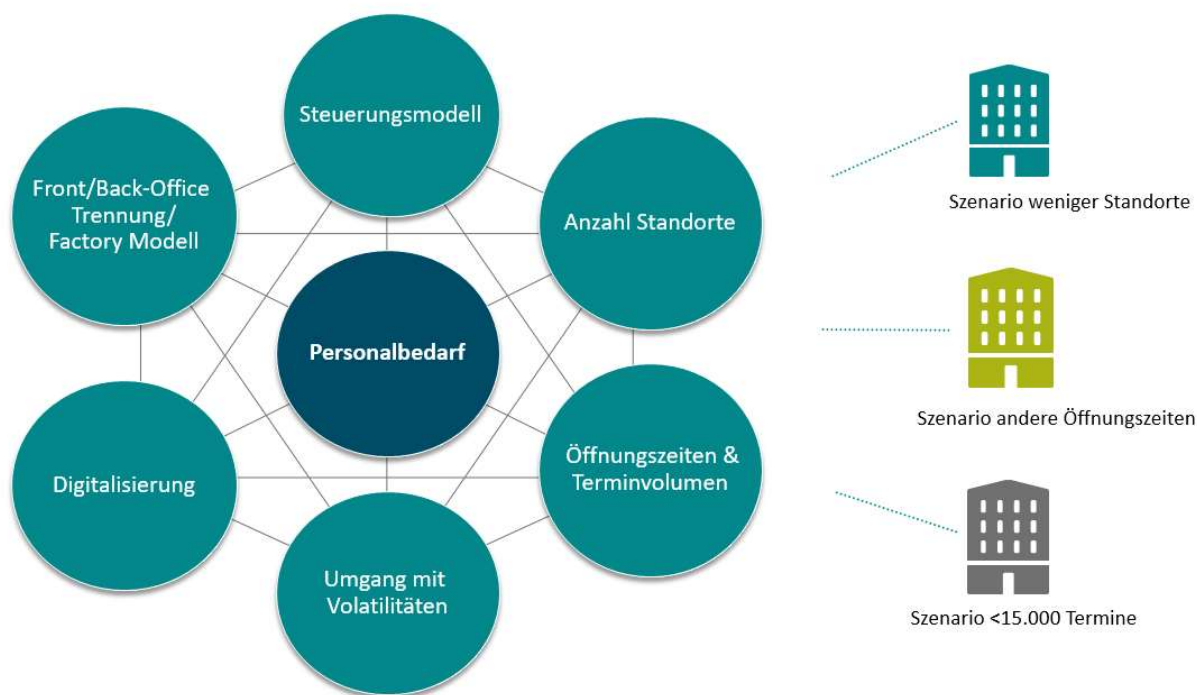 Steuerungsmodell
Front/Back-Office
Trennung/
Factory Modell
Anzahl Standorte
Personalbedarf
Digitalisierung
Öffnungszeiten &
Terminvolumen
Umgang mit
Volatilitäten
Szenario weniger Standorte
Szenario andere Öffnungszeiten
Szenario <15.000 Termine